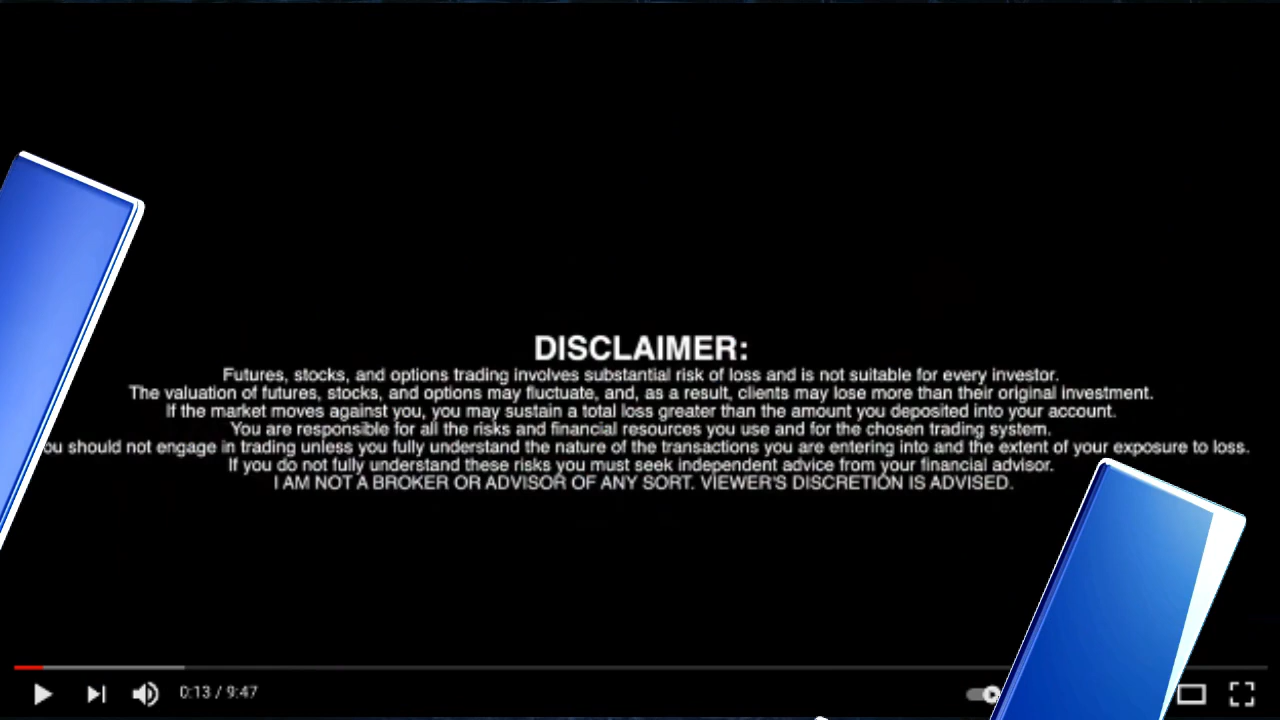 DISCLAIMER:
Futures, stocks, and options trading involves substantial risk of loss and is not suitable for every investor.
The valuation of futures, stocks, and options may fluctuate, and, as a result, clients may lose more than their original investment.
If the market moves against you, you may sustain a total loss greater than the amount you deposited into your account.
You are responsible for all the risks and financial resources you use and for the chosen trading system.
ou should not engage in trading unless you fully understand the nature of the transactions you are entering into and the extent of your exposure to loss.
If you do not fully understand these risks you must seek independent advice from your financial advisor.
I AM NOT A BROKER OR ADVISOR OF ANY SORT. VIEWER'S DISCRETION IS ADVISED.
0:13 / 9:47